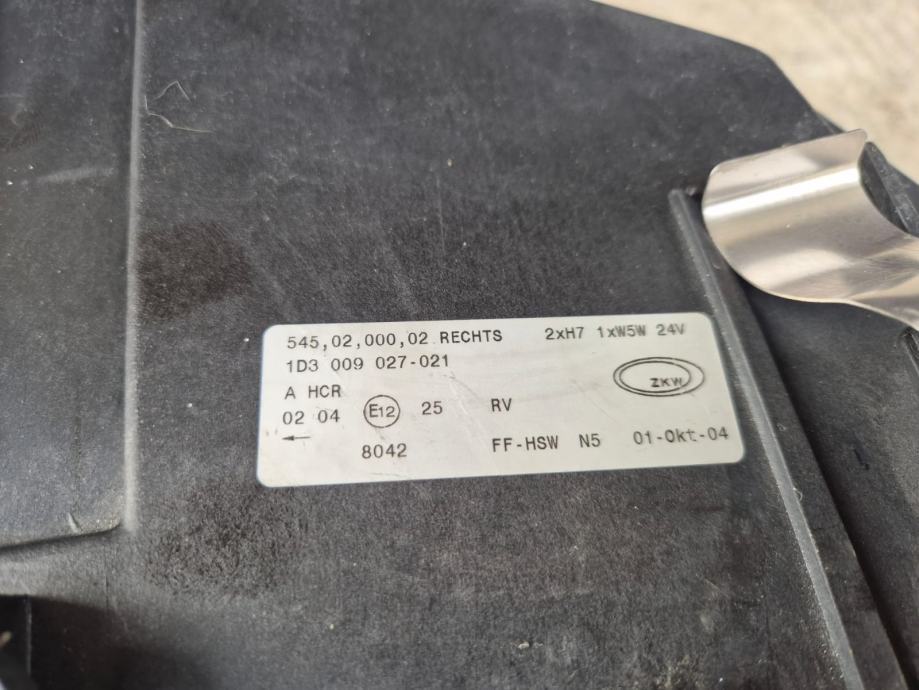 545,02,000,02 RECHTS 2xH7 1xW5W 24V
1D3 009 027-021
ZKW
A HCR
02 04 E12 25 RV
8042 FF-HSW N5 01-Okt-04